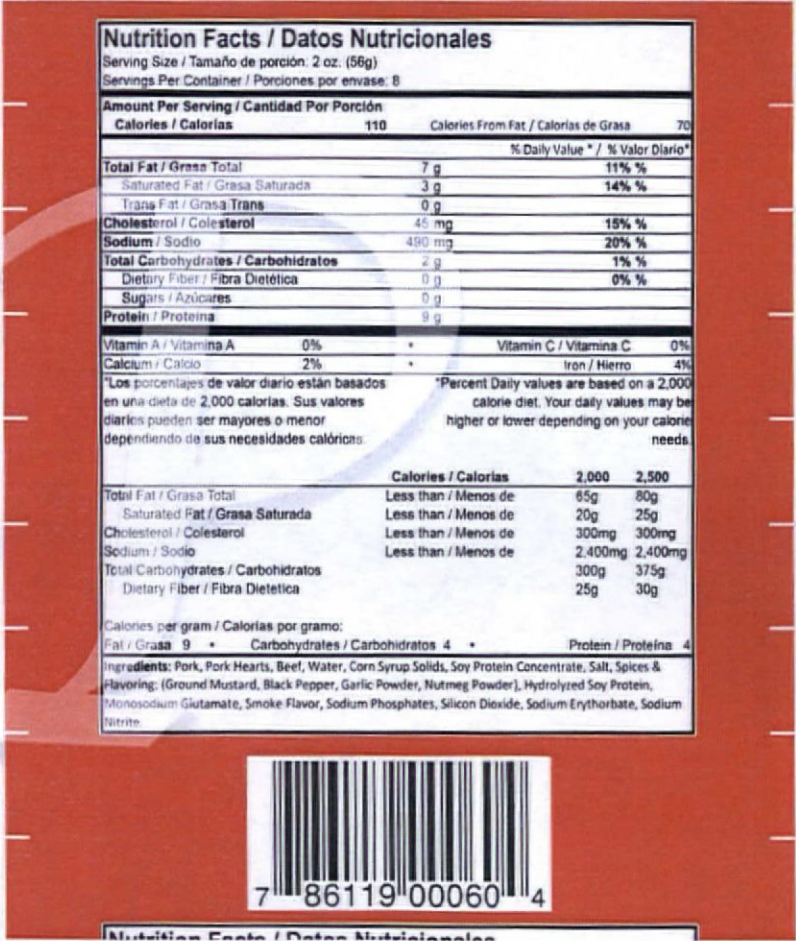 Nutrition Facts / Datos Nutricionales
Serving Size / Tamaño de porción: 2 oz. (56g)
Servings Per Container / Porciones por envase: 8
Amount Per Serving / Cantidad Por Porción
Calories / Calorías 110 Calories From Fat / Calorías de Grasa 70
% Daily Value * / % Valor Diario*
Total Fat / Grasa Total 7 g 11% %
Saturated Fat / Grasa Saturada 3 g 14% %
Trans Fat / Grasa Trans 0 g
Cholesterol / Colesterol 45 mg 15% %
Sodium / Sodio 490 mg 20% %
Total Carbohydrates / Carbohidratos 2 g 1% %
Dietary Fiber / Fibra Dietética 0 g 0% %
Sugars / Azúcares 0 g
Protein / Proteína 9 g
Vitamin A / Vitamina A 0% • Vitamin C / Vitamina C 0%
Calcium / Calcio 2% • Iron / Hierro 4%
*Los porcentajes de valor diario están basados *Percent Daily values are based on a 2,000
en una dieta de 2,000 calorías. Sus valores calorie diet. Your daily values may be
diarios pueden ser mayores o menor higher or lower depending on your calorie
dependiendo de sus necesidades calóricas. needs.
Calories / Calorías 2,000 2,500
Total Fat / Grasa Total Less than / Menos de 65g 80g
Saturated Fat / Grasa Saturada Less than / Menos de 20g 25g
Cholesterol / Colesterol Less than / Menos de 300mg 300mg
Sodium / Sodio Less than / Menos de 2,400mg 2,400mg
Total Carbohydrates / Carbohidratos 300g 375g
Dietary Fiber / Fibra Dietetica 25g 30g
Calories per gram / Calorías por gramo:
Fat / Grasa 9 • Carbohydrates / Carbohidratos 4 • Protein / Proteína 4
Ingredients: Pork, Pork Hearts, Beef, Water, Corn Syrup Solids, Soy Protein Concentrate, Salt, Spices &
Flavoring: (Ground Mustard, Black Pepper, Garlic Powder, Nutmeg Powder), Hydrolyzed Soy Protein,
Monosodium Glutamate, Smoke Flavor, Sodium Phosphates, Silicon Dioxide, Sodium Erythorbate, Sodium
Nitrite.
7 86119 00060 4
Nutrition Facts / Datos Nutricionales